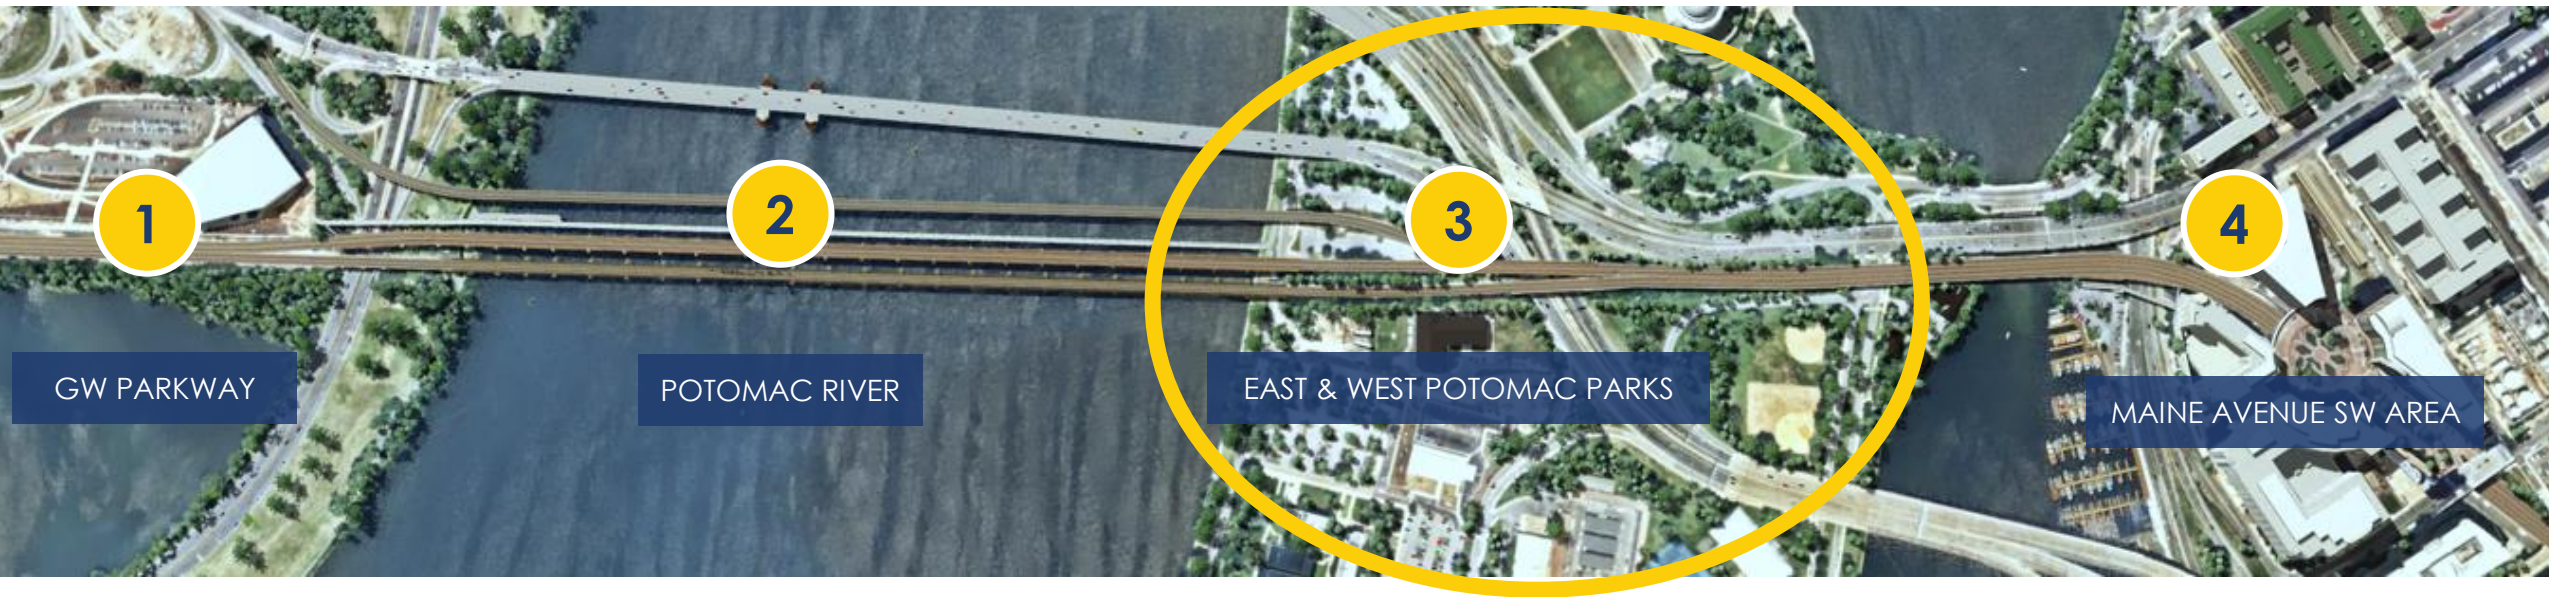 1
2
3
4
GW PARKWAY
POTOMAC RIVER
EAST & WEST POTOMAC PARKS
MAINE AVENUE SW AREA